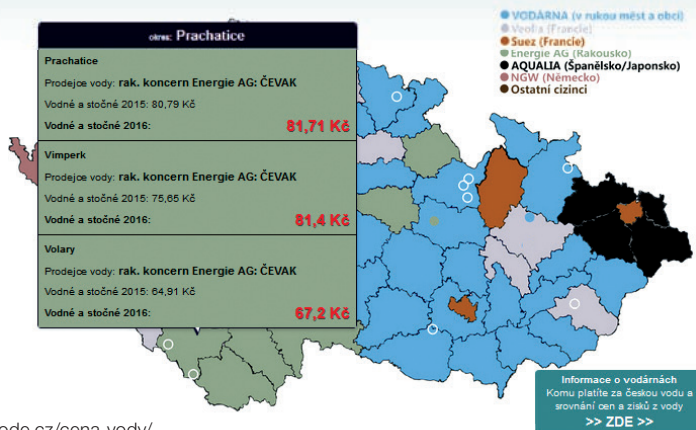 okres: Prachatice
Prachatice
Prodejce vody: rak. koncern Energie AG: ČEVAK
Vodné a stočné 2015: 80,79 Kč
Vodné a stočné 2016: 81,71 Kč
Vimperk
Prodejce vody: rak. koncern Energie AG: ČEVAK
Vodné a stočné 2015: 75,65 Kč
Vodné a stočné 2016: 81,4 Kč
Volary
Prodejce vody: rak. koncern Energie AG: ČEVAK
Vodné a stočné 2015: 64,91 Kč
Vodné a stočné 2016: 67,2 Kč
VODÁRNA (v rukou měst a obcí)
Veolia (Francie)
Suez (Francie)
Energie AG (Rakousko)
AQUALIA (Španělsko/Japonsko)
NGW (Německo)
Ostatní cizinci
Informace o vodárnách
Komu platíte za českou vodu a
srovnání cen a zisků z vody
>> ZDE >>
ode.cz/cena-vody/